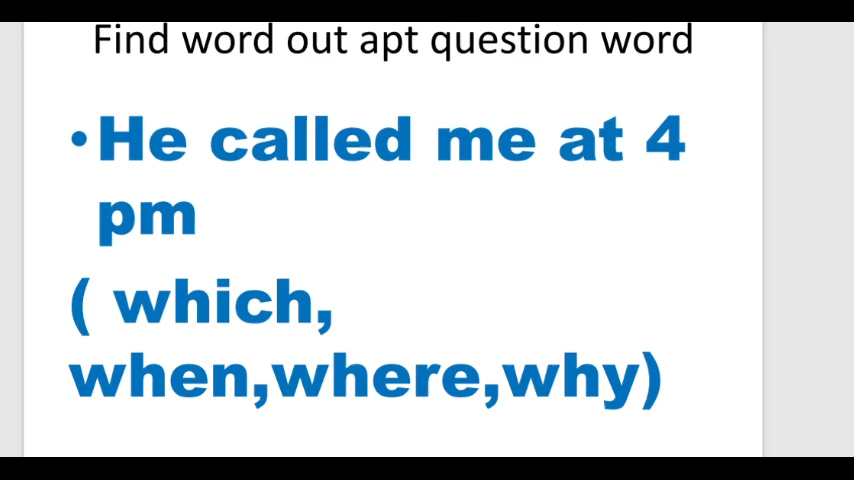 Find word out apt question word
•He called me at 4
pm
( which,
when,where,why)